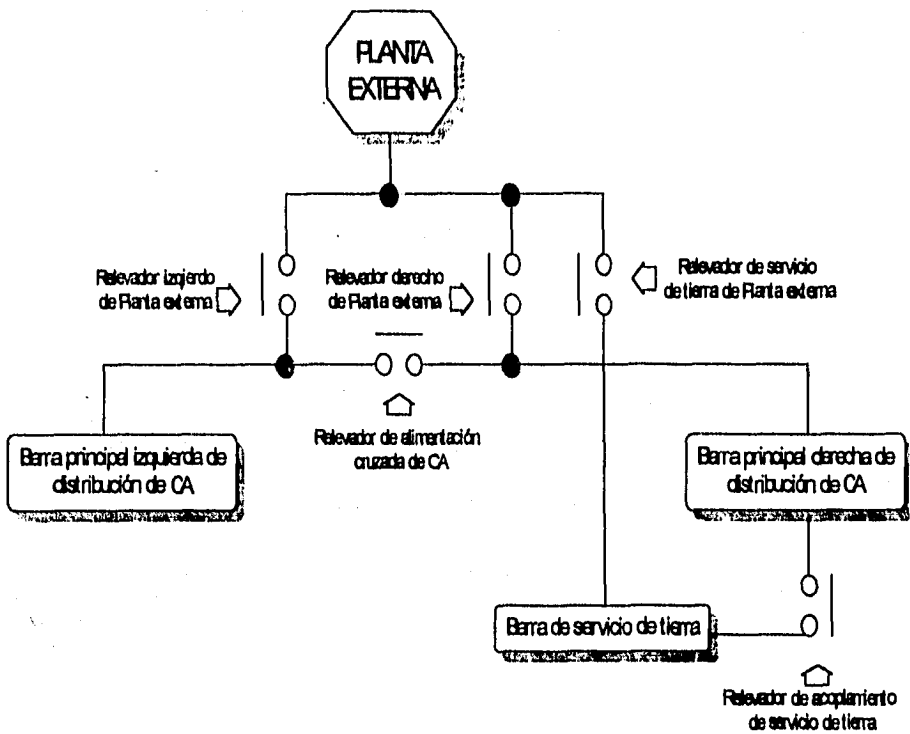 PLANTA
EXTERNA
Relevador izqierdo
de Planta externa
Relevador derecho
de Planta externa
Relevador de servicio
de tierra de Planta externa
Relevador de alimentación
cruzada de CA
Barra principal izquierda de
distribución de CA
Barra principal derecha de
distribución de CA
Barra de servicio de tierra
Relevador de acoplamiento
de servicio de tierra